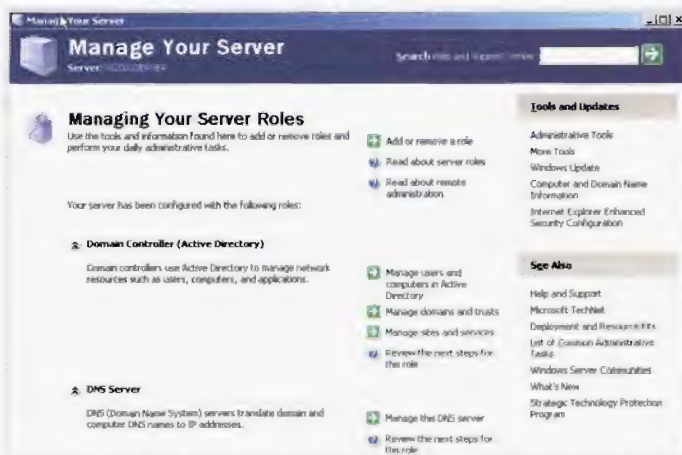 Manage Your Server
Manage Your Server
Server:
Search
Managing Your Server Roles
Use the tools and information found here to add or remove roles and
perform your daily administrative tasks.
Add or remove a role
Read about server roles
Read about remote
administration
Your server has been configured with the following roles:
Domain Controller (Active Directory)
Domain controllers use Active Directory to manage network
resources such as users, computers, and applications.
Manage users and
computers in Active
Directory
Manage domains and trusts
Manage sites and services
Review the next steps for
this role
DNS Server
DNS (Domain Name System) servers translate domain and
computer DNS names to IP addresses.
Manage this DNS server
Review the next steps for
this role
Tools and Updates
Administrative Tools
More Tools
Windows Update
Computer and Domain Name
Information
Internet Explorer Enhanced
Security Configuration
See Also
Help and Support
Microsoft TechNet
Deployment and Resource Kits
List of Common Administrative
Tasks
Windows Server Communities
What's New
Strategic Technology Protection
Program